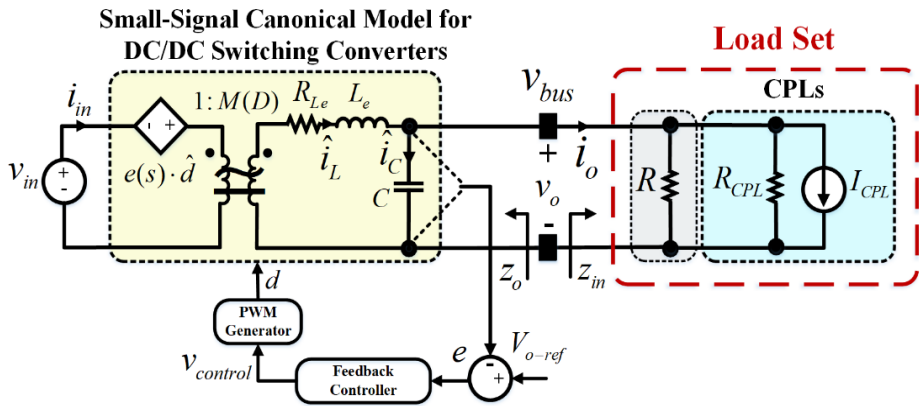 Small-Signal Canonical Model for
DC/DC Switching Converters
Load Set
CPLs
i_in
1: M(D)
R_Le
L_e
v_bus
v_in
e(s)·d̂
î_L
î_C
C
i_o
+
v_o
-
R
R_CPL
I_CPL
z_o
z_in
d
PWM
Generator
v_control
Feedback
Controller
e
V_o-ref